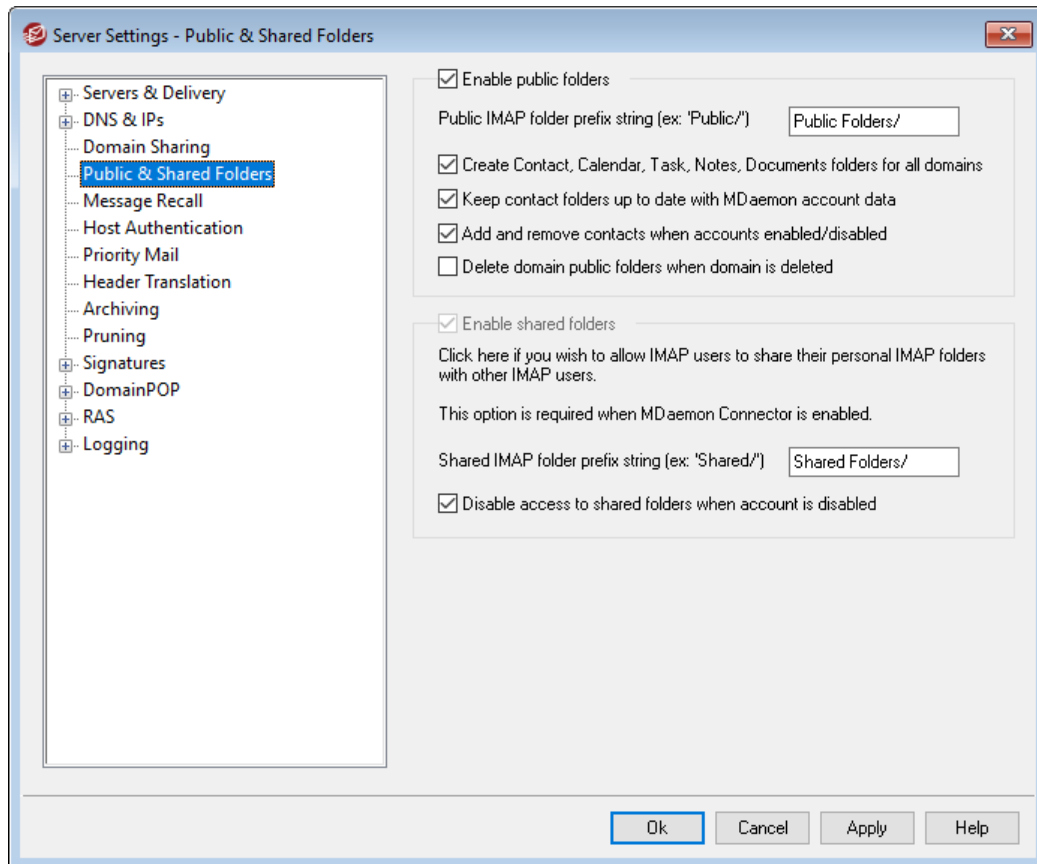 Server Settings - Public & Shared Folders
Servers & Delivery
DNS & IPs
Domain Sharing
Public & Shared Folders
Message Recall
Host Authentication
Priority Mail
Header Translation
Archiving
Pruning
Signatures
DomainPOP
RAS
Logging
Enable public folders
Public IMAP folder prefix string (ex: 'Public/') Public Folders/
Create Contact, Calendar, Task, Notes, Documents folders for all domains
Keep contact folders up to date with MDaemon account data
Add and remove contacts when accounts enabled/disabled
Delete domain public folders when domain is deleted
Enable shared folders
Click here if you wish to allow IMAP users to share their personal IMAP folders
with other IMAP users.
This option is required when MDaemon Connector is enabled.
Shared IMAP folder prefix string (ex: 'Shared/') Shared Folders/
Disable access to shared folders when account is disabled
Ok Cancel Apply Help